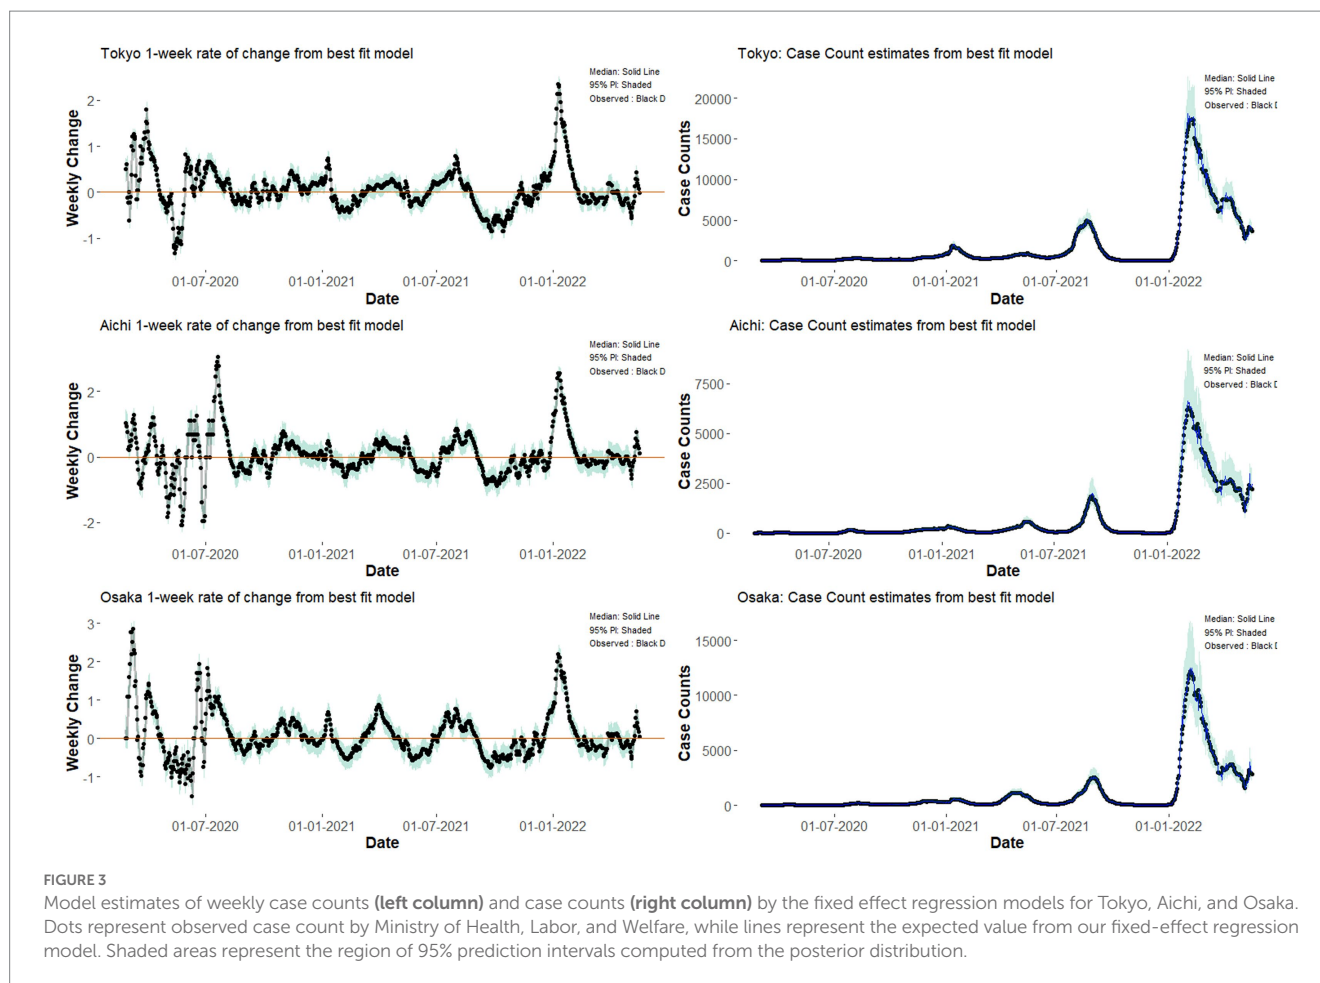 Tokyo 1-week rate of change from best fit model
Median: Solid Line
95% PI: Shaded
Observed : Black D
Weekly Change
2
1
0
-1
01-07-2020 01-01-2021 01-07-2021 01-01-2022
Date
Tokyo: Case Count estimates from best fit model
Median: Solid Line
95% PI: Shaded
Observed : Black D
Case Counts
20000
15000
10000
5000
0
01-07-2020 01-01-2021 01-07-2021 01-01-2022
Date
Aichi 1-week rate of change from best fit model
Median: Solid Line
95% PI: Shaded
Observed : Black D
Weekly Change
2
0
-2
01-07-2020 01-01-2021 01-07-2021 01-01-2022
Date
Aichi: Case Count estimates from best fit model
Median: Solid Line
95% PI: Shaded
Observed : Black
Case Counts
7500
5000
2500
0
01-07-2020 01-01-2021 01-07-2021 01-01-2022
Date
Osaka 1-week rate of change from best fit model
Median: Solid Line
95% PI: Shaded
Observed : Black D
Weekly Change
3
2
1
0
-1
01-07-2020 01-01-2021 01-07-2021 01-01-2022
Date
Osaka: Case Count estimates from best fit model
Median: Solid Line
95% PI: Shaded
Observed : Black
Case Counts
15000
10000
5000
0
01-07-2020 01-01-2021 01-07-2021 01-01-2022
Date
FIGURE 3
Model estimates of weekly case counts (left column) and case counts (right column) by the fixed effect regression models for Tokyo, Aichi, and Osaka.
Dots represent observed case count by Ministry of Health, Labor, and Welfare, while lines represent the expected value from our fixed-effect regression
model. Shaded areas represent the region of 95% prediction intervals computed from the posterior distribution.